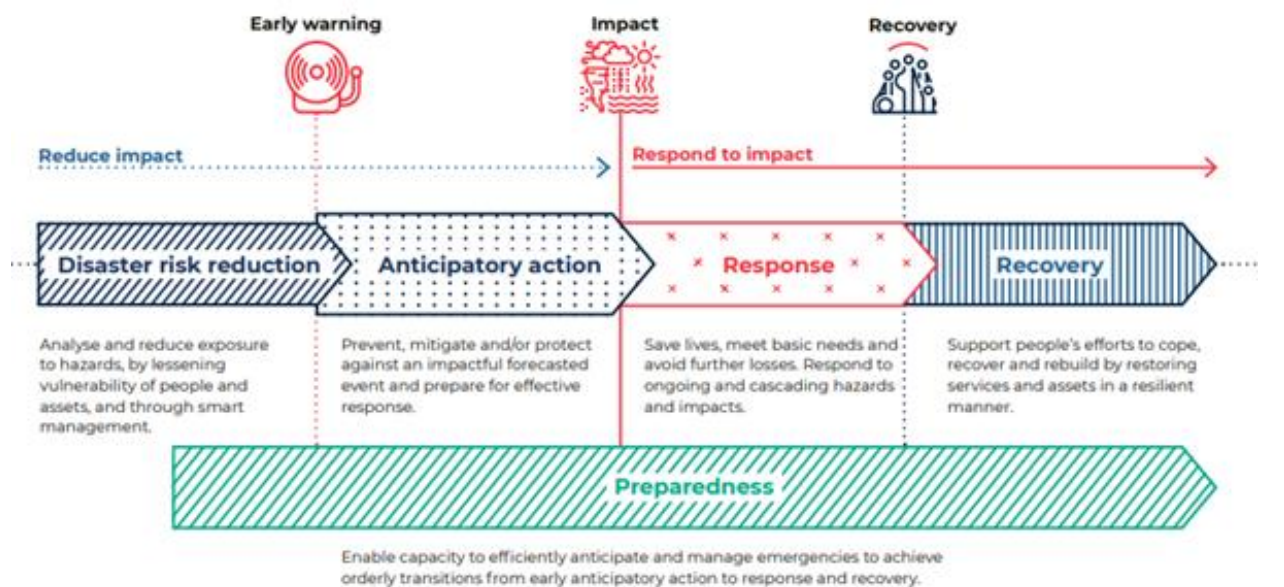 Early warning
Impact
Recovery
Reduce impact
Respond to impact
Disaster risk reduction
Anticipatory action
Response
Recovery
Analyse and reduce exposure
to hazards, by lessening
vulnerability of people and
assets, and through smart
management.
Prevent, mitigate and/or protect
against an impactful forecasted
event and prepare for effective
response.
Save lives, meet basic needs and
avoid further losses. Respond to
ongoing and cascading hazards
and impacts.
Support people's efforts to cope,
recover and rebuild by restoring
services and assets in a resilient
manner.
Preparedness
Enable capacity to efficiently anticipate and manage emergencies to achieve
orderly transitions from early anticipatory action to response and recovery.